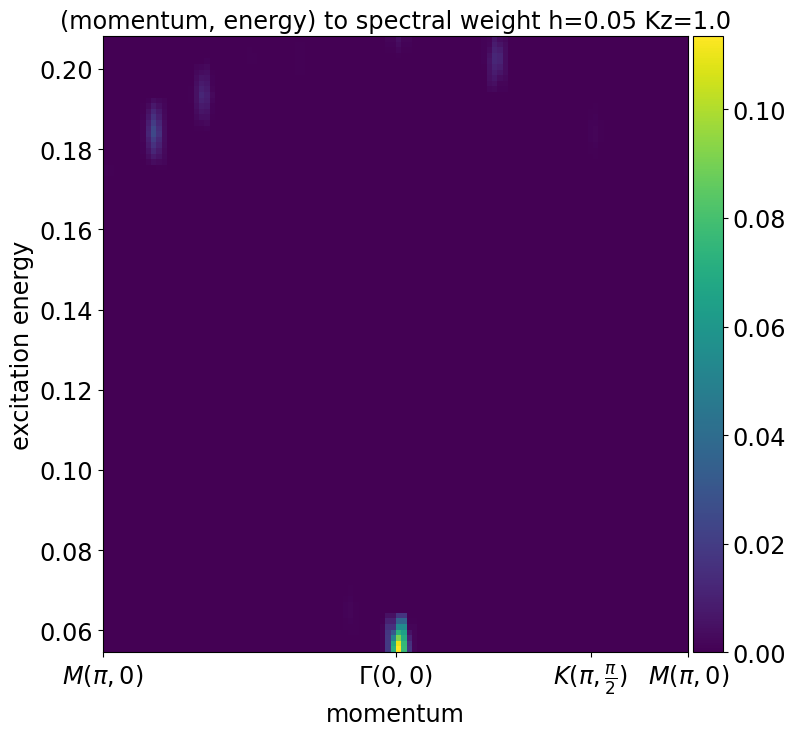 (momentum, energy) to spectral weight h=0.05 Kz=1.0
excitation energy
0.20
0.18
0.16
0.14
0.12
0.10
0.08
0.06
0.10
0.08
0.06
0.04
0.02
0.00
M(π, 0)
Γ(0, 0)
K(π, π/2)
M(π, 0)
momentum